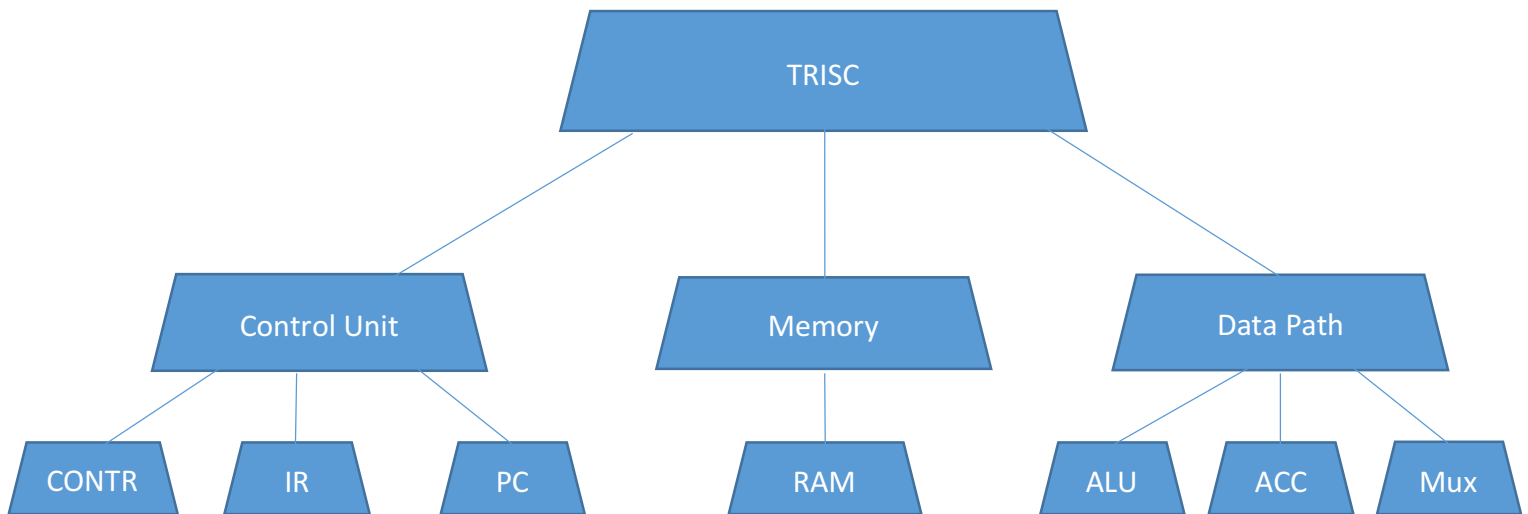 TRISC
Control Unit
Memory
Data Path
CONTR
IR
PC
RAM
ALU
ACC
Mux